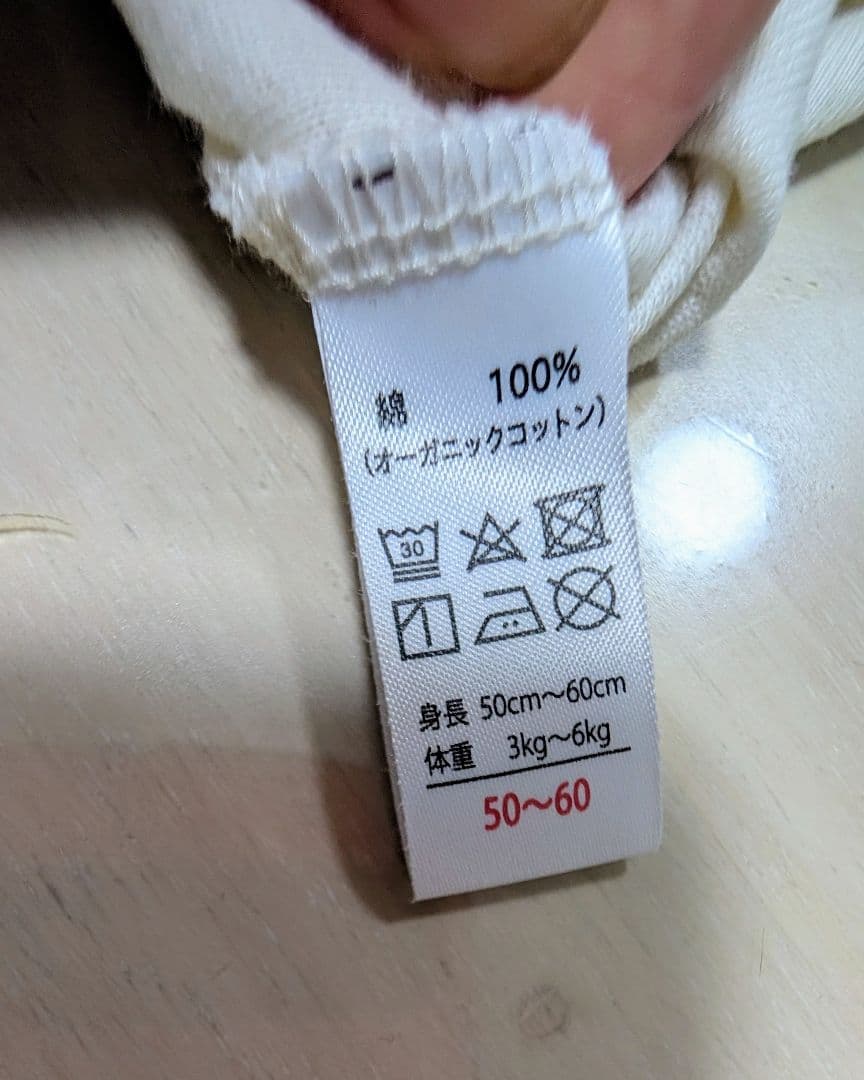 綿 100%
(オーガニックコットン)
30
身長 50cm～60cm
体重 3kg～6kg
50～60